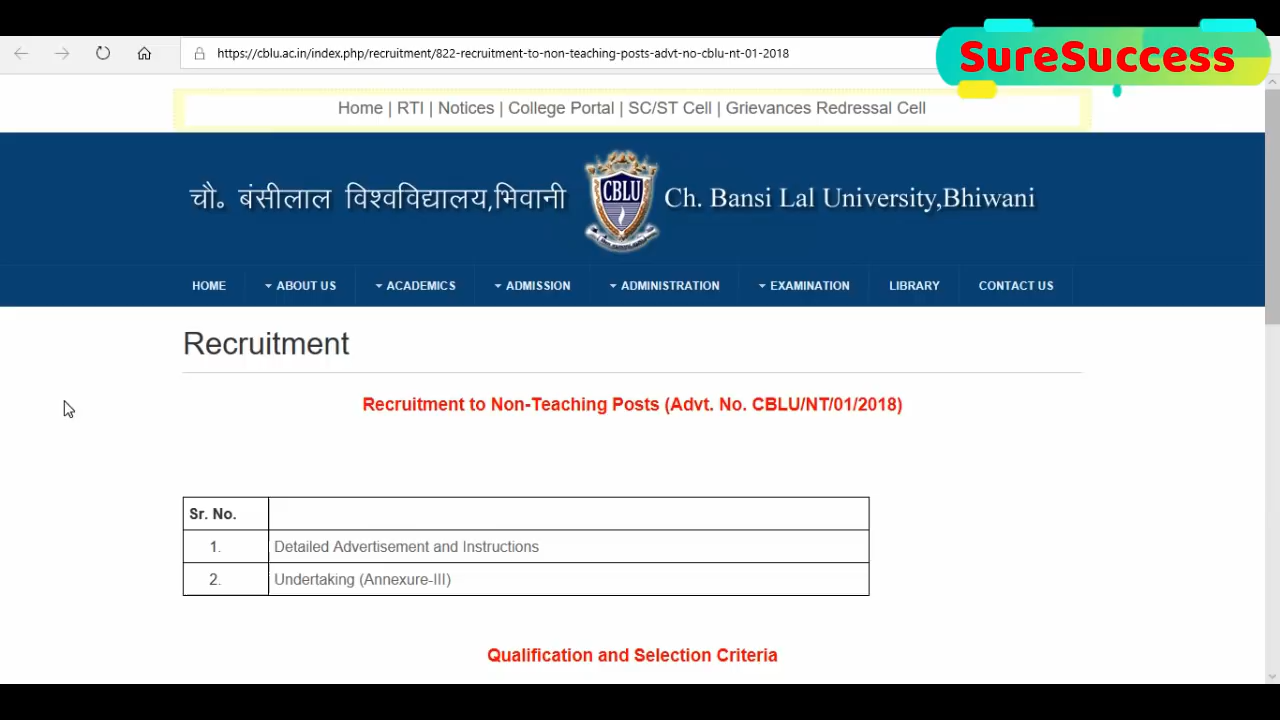 https://cblu.ac.in/index.php/recruitment/822-recruitment-to-non-teaching-posts-advt-no-cblu-nt-01-2018
SureSuccess
Home | RTI | Notices | College Portal | SC/ST Cell | Grievances Redressal Cell
चौ॰ बंसीलाल विश्वविद्यालय,भिवानी
CBLU
Ch. Bansi Lal University,Bhiwani
HOME ABOUT US ACADEMICS ADMISSION ADMINISTRATION EXAMINATION LIBRARY CONTACT US
Recruitment
Recruitment to Non-Teaching Posts (Advt. No. CBLU/NT/01/2018)
Sr. No.
1. Detailed Advertisement and Instructions
2. Undertaking (Annexure-III)
Qualification and Selection Criteria